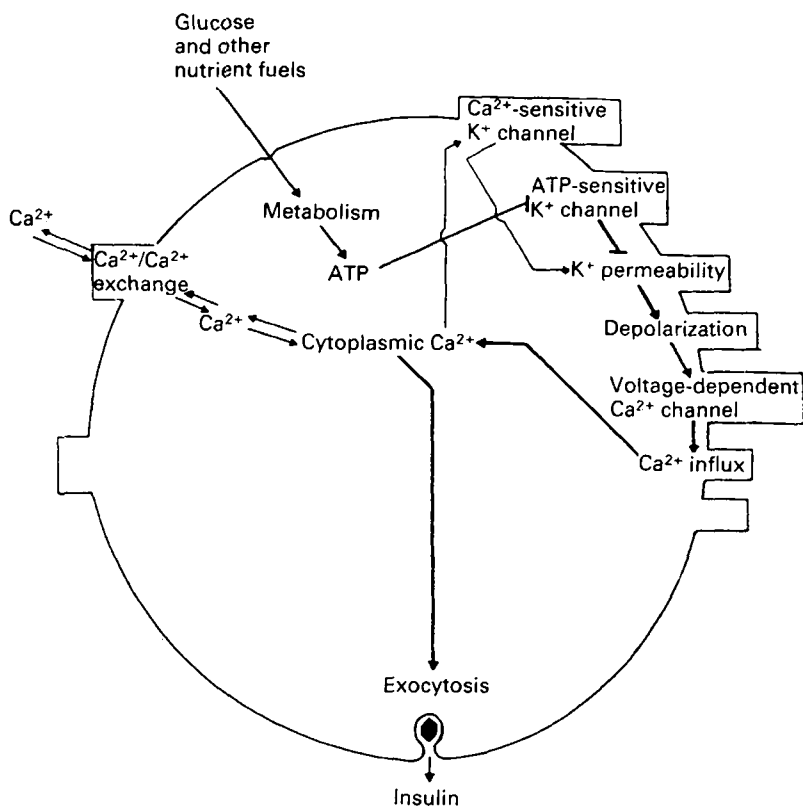 Glucose
and other
nutrient fuels
Ca²⁺-sensitive
K⁺ channel
ATP-sensitive
K⁺ channel
Metabolism
Ca²⁺
Ca²⁺/Ca²⁺
exchange
ATP
K⁺ permeability
Ca²⁺
Cytoplasmic Ca²⁺
Depolarization
Voltage-dependent
Ca²⁺ channel
Ca²⁺ influx
Exocytosis
Insulin